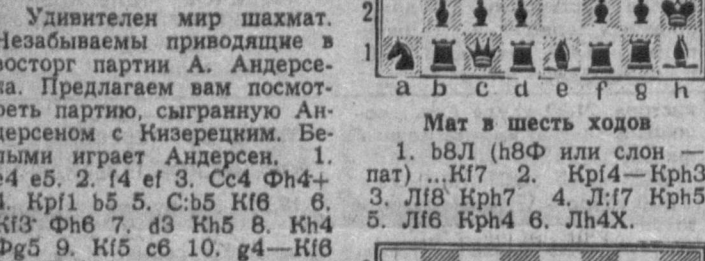 Удивителен мир шахмат.
Незабываемы приводящие в
восторг партии А. Андерсе-
на. Предлагаем вам посмот-
реть партию, сыгранную Ан-
дерсеном с Кизерецким. Бе-
лыми играет Андерсен. 1.
e4 e5. 2. f4 ef 3. Сc4 Фh4+
4. Крf1 b5 5. С:b5 Кf6 6.
Кf3 Фh6 7. d3 Кh5 8. Кh4
Фg5 9. Кf5 c6 10. g4—Кf6
2
1
a b c d e f g h
Мат в шесть ходов
1. b8Л (h8Ф или слон —
пат) ...Кf7 2. Крf4—Крh3
3. Лf8 Крh7 4. Л:f7 Крh5
5. Лf6 Крh4 6. Лh4X.